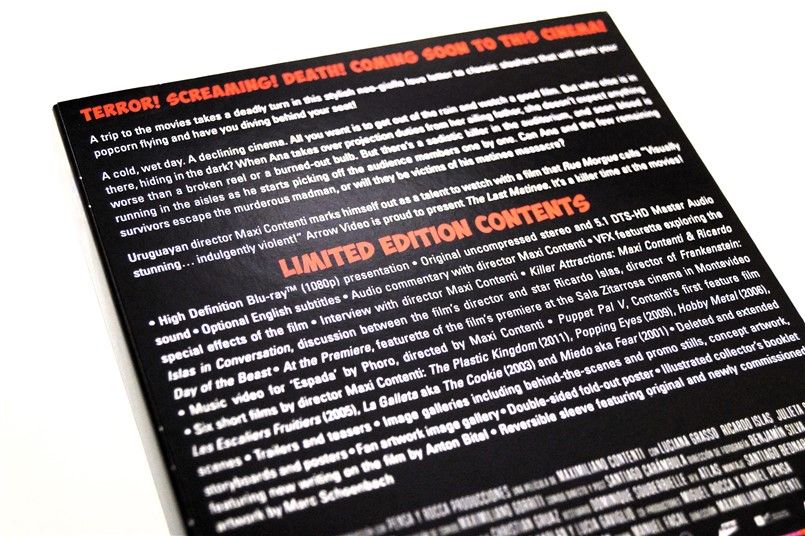 TERROR! SCREAMING! DEATH! COMING SOON TO THIS CINEMA!
A trip to the movies takes a deadly turn in this stylish neo-giallo love letter to classic slashers that will send your
popcorn flying and have you diving behind your seat!
A cold, wet day. A declining cinema. All you want is to get out of the rain and watch a good film. But who else is in
there, hiding in the dark? When Ana takes over projection duties from her ailing father, she doesn't expect anything
worse than a broken reel or a burned-out bulb. But there's a sadistic killer in the and soon blood is
running in the aisles as he starts picking off the audience members one by one. Can Ana and the few remaining
survivors escape the murderous madman, or will they be victims of his matinee massacre?
Uruguayan director Maxi Contenti marks himself out as a talent to watch with a film that Rue Morgue calls "Visually
stunning... indulgently violent!" Arrow Video is proud to present The Last Matinee. It's a killer time at the movies!
LIMITED EDITION CONTENTS
• High Definition Blu-ray™ (1080p) presentation • Original uncompressed stereo and 5.1 DTS-HD Master Audio
sound • Optional English subtitles • Audio commentary with director Maxi Contenti • VFX featurette exploring the
special effects of the film • Interview with director Maxi Contenti • Killer Attractions: Maxi Contenti & Ricardo
Islas in Conversation, discussion between the film's director and star Ricardo Islas, director of Frankenstein:
Day of the Beast • At the Premiere, featurette of the film's premiere at the Sala Zitarrosa cinema in Montevideo
• Music video for 'Espada' by Phoro, directed by Maxi Contenti • Puppet Pal V, Contenti's first feature film
• Six short films by director Maxi Contenti: The Plastic Kingdom (2011), Popping Eyes (2009), Hobby Metal (2006),
Les Escaliers Fruitiers (2005), La Galleta aka The Cookie (2003) and Miedo aka Fear (2001) • Deleted and extended
scenes • Trailers and teasers • Image galleries including behind-the-scenes and promo stills, concept artwork,
storyboards and posters • Fan artwork image gallery • Double-sided fold-out poster • Illustrated collector's booklet
featuring new writing on the film by Anton Bitel • Reversible sleeve featuring original and newly commissioned
artwork by Marc Schoenbach
MAXIMILIANO CONTENTI LUCIANA GRASSO RICARDO ISLAS